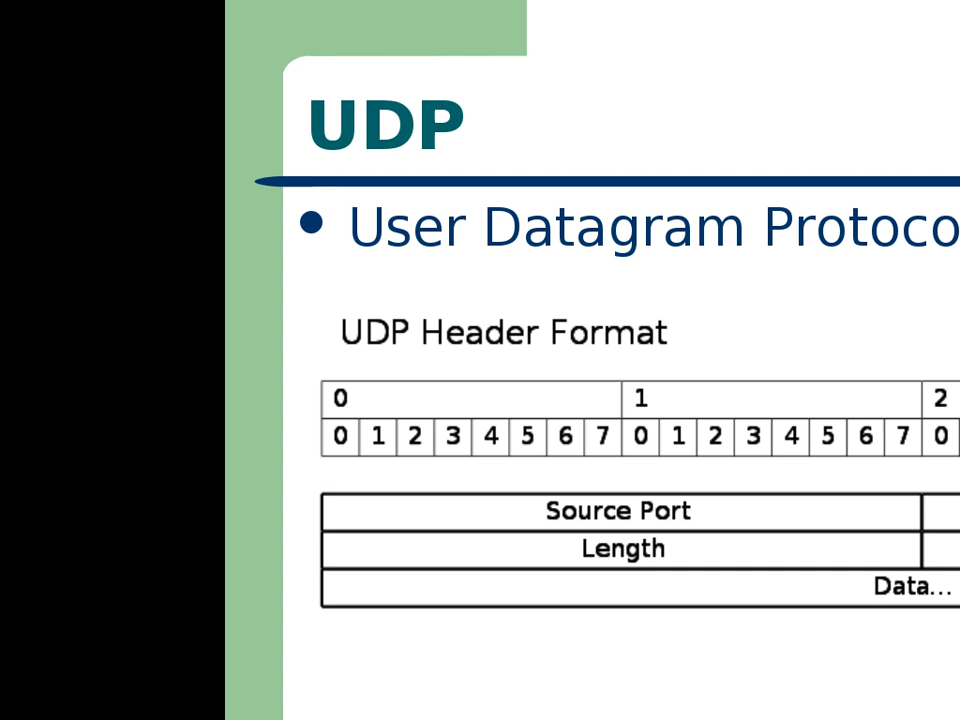 UDP
User Datagram Protoco
UDP Header Format
0 1 2
0 1 2 3 4 5 6 7 0 1 2 3 4 5 6 7 0
Source Port
Length
Data...